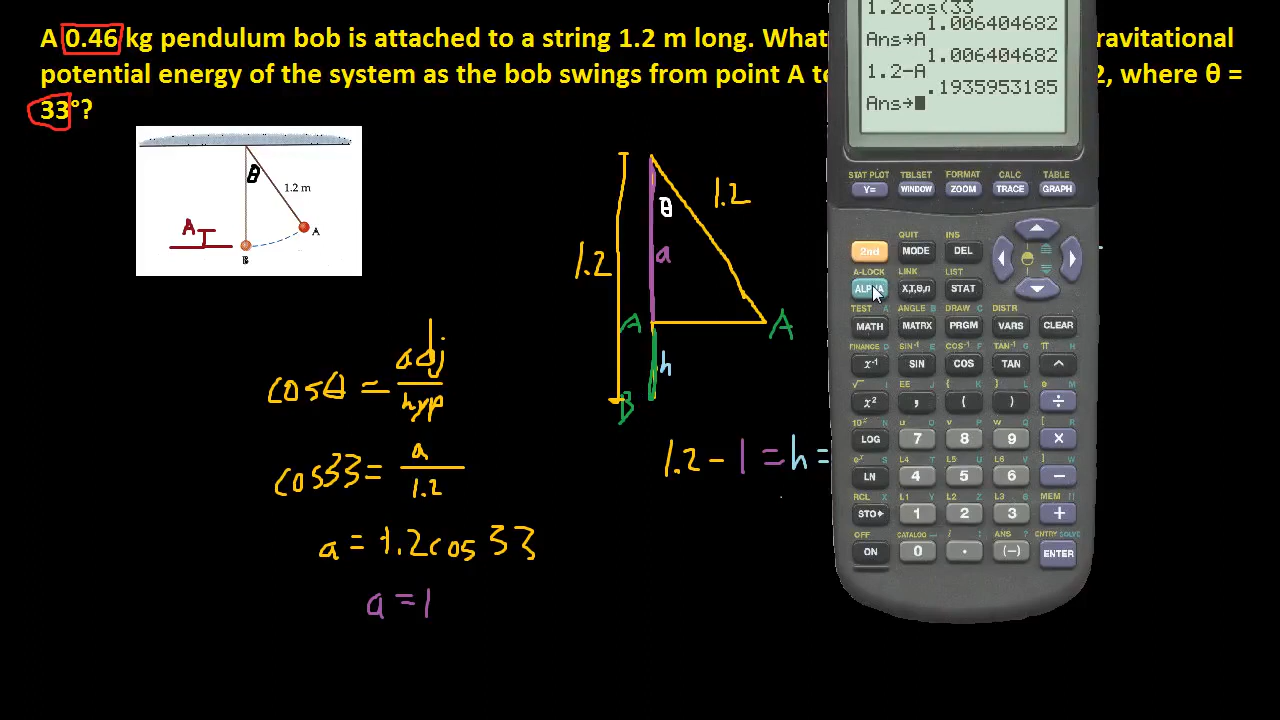 A 0.46 kg pendulum bob is attached to a string 1.2 m long. What
ravitational
potential energy of the system as the bob swings from point A to
2, where θ =
33°?
θ
1.2 m
A
A
B
1.2
θ
a
1.2
A
A
h
B
cosθ = adj
hyp
cos33 = a
1.2
a = 1.2cos33
a = 1
1.2 - 1 = h =
1.2cos(33
1.006404682
Ans→A
1.006404682
1.2-A
.1935953185
Ans→
STAT PLOT TBLSET FORMAT CALC TABLE
Y= WINDOW ZOOM TRACE GRAPH
QUIT INS
2nd MODE DEL
A-LOCK LINK LIST
ALPHA X,T,θ,n STAT
TEST A ANGLE B DRAW C DISTR
MATH MATRX PRGM VARS CLEAR
FINANCE D SIN⁻¹ E COS⁻¹ F TAN⁻¹ G π H
x⁻¹ SIN COS TAN ^
√ I EE J { K } L e M
x² , ( ) ÷
10ˣ N u O v P w Q [ R
LOG 7 8 9 ×
eˣ S L4 T L5 U L6 V ] W
LN 4 5 6 −
RCL X L1 Y L2 Z L3 θ MEM "
STO▸ 1 2 3 +
OFF CATALOG i ANS ? ENTRY SOLVE
ON 0 . (−) ENTER